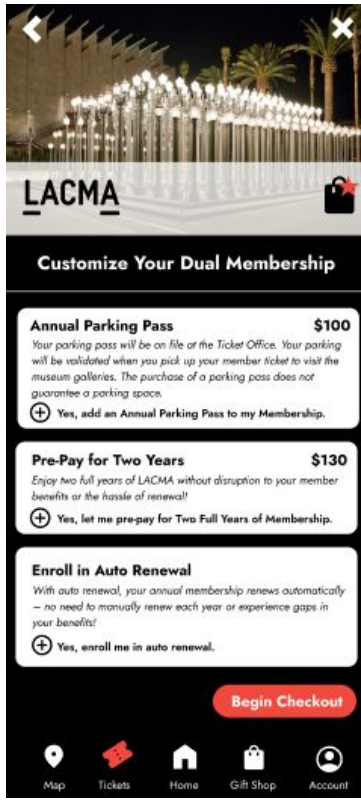 LACMA
Customize Your Dual Membership
Annual Parking Pass $100
Your parking pass will be on file at the Ticket Office. Your parking
will be validated when you pick up your member ticket to visit the
museum galleries. The purchase of a parking pass does not
guarantee a parking space.
Yes, add an Annual Parking Pass to my Membership.
Pre-Pay for Two Years $130
Enjoy two full years of LACMA without disruption to your member
benefits or the hassle of renewal!
Yes, let me pre-pay for Two Full Years of Membership.
Enroll in Auto Renewal
With auto renewal, your annual membership renews automatically
– no need to manually renew each year or experience gaps in
your benefits!
Yes, enroll me in auto renewal.
Begin Checkout
Map Tickets Home Gift Shop Account